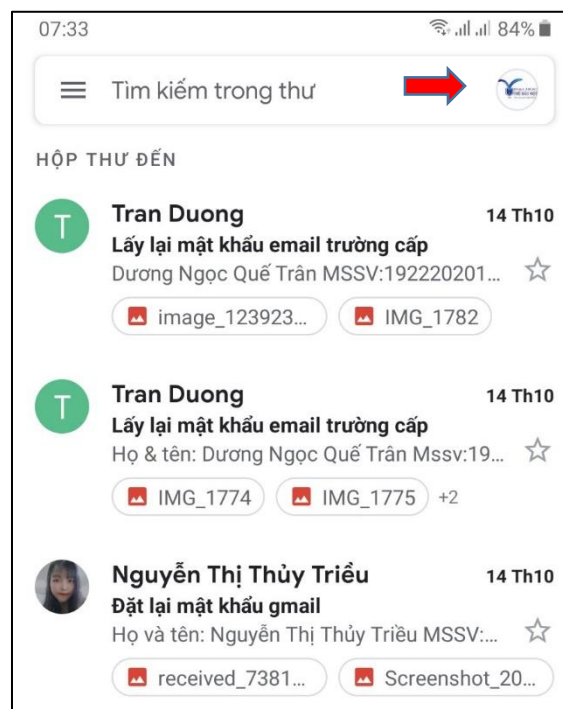 07:33 84%
Tìm kiếm trong thư
HỘP THƯ ĐẾN
T Tran Duong 14 Th10
Lấy lại mật khẩu email trường cấp
Dương Ngọc Quế Trân MSSV:192220201...
image_123923... IMG_1782
T Tran Duong 14 Th10
Lấy lại mật khẩu email trường cấp
Họ & tên: Dương Ngọc Quế Trân Mssv:19...
IMG_1774 IMG_1775 +2
Nguyễn Thị Thủy Triều 14 Th10
Đặt lại mật khẩu gmail
Họ và tên: Nguyễn Thị Thủy Triều MSSV:...
received_7381... Screenshot_20...